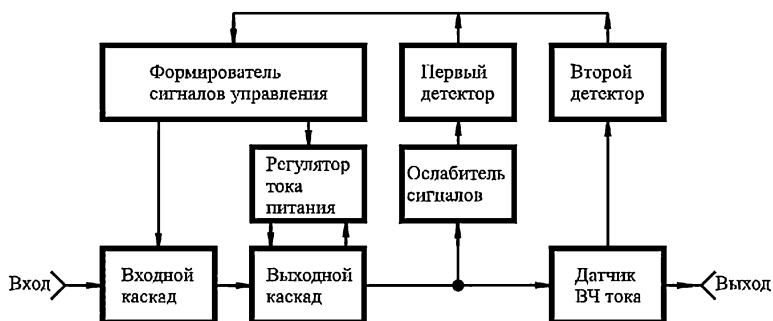 Формирователь
сигналов управления
Первый
детектор
Второй
детектор
Регулятор
тока
питания
Ослабитель
сигналов
Вход
Входной
каскад
Выходной
каскад
Датчик
ВЧ тока
Выход